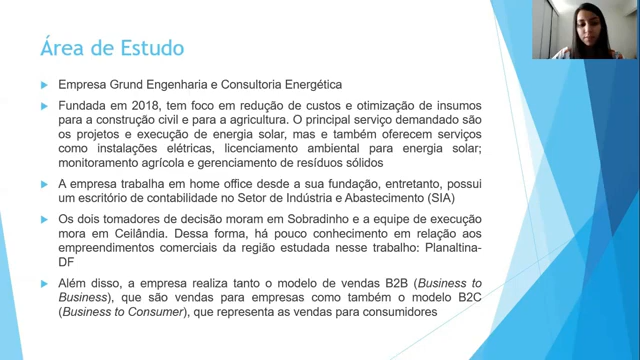 Área de Estudo
Empresa Grund Engenharia e Consultoria Energética
Fundada em 2018, tem foco em redução de custos e otimização de insumos
para a construção civil e para a agricultura. O principal serviço demandado são
os projetos e execução de energia solar, mas e também oferecem serviços
como instalações elétricas, licenciamento ambiental para energia solar;
monitoramento agrícola e gerenciamento de resíduos sólidos
A empresa trabalha em home office desde a sua fundação, entretanto, possui
um escritório de contabilidade no Setor de Indústria e Abastecimento (SIA)
Os dois tomadores de decisão moram em Sobradinho e a equipe de execução
mora em Ceilândia. Dessa forma, há pouco conhecimento em relação aos
empreendimentos comerciais da região estudada nesse trabalho: Planaltina-
DF
Além disso, a empresa realiza tanto o modelo de vendas B2B (Business to
Business), que são vendas para empresas como também o modelo B2C
(Business to Consumer), que representa as vendas para consumidores